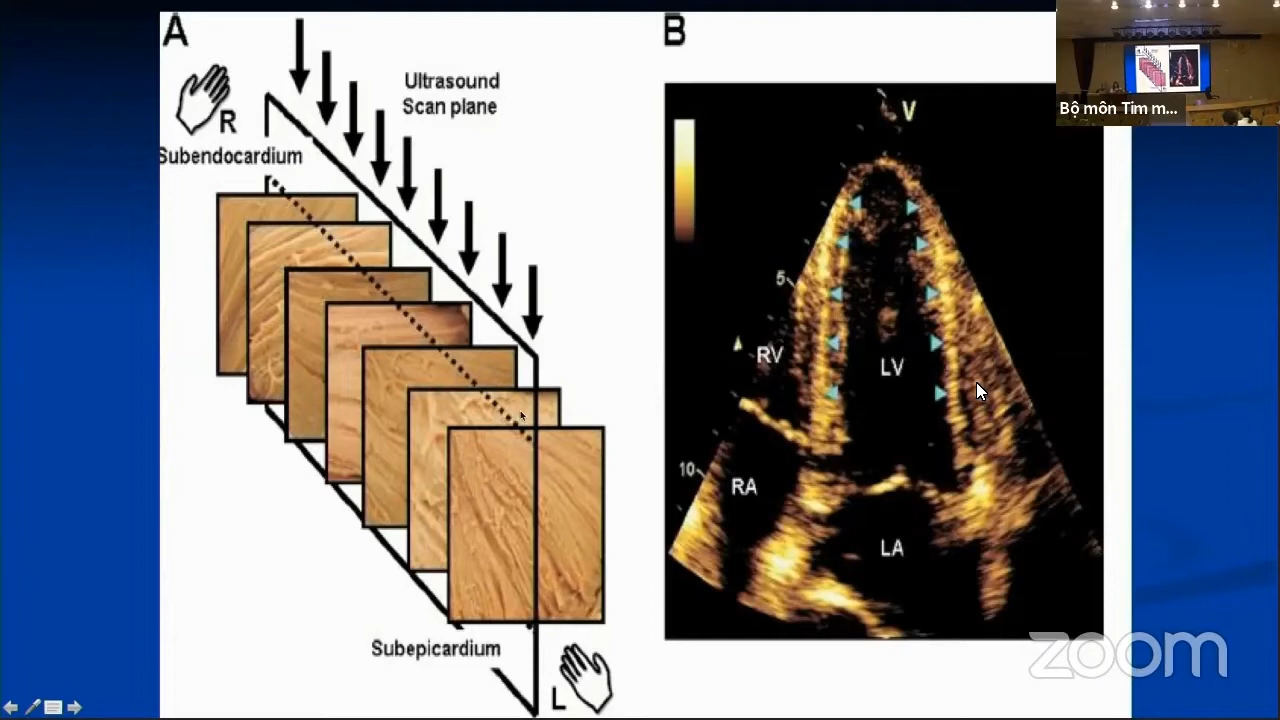 A
Ultrasound
Scan plane
R
Subendocardium
Subepicardium
L
B
V
5
RV
LV
10
RA
LA
Bộ môn Tim m...
zoom